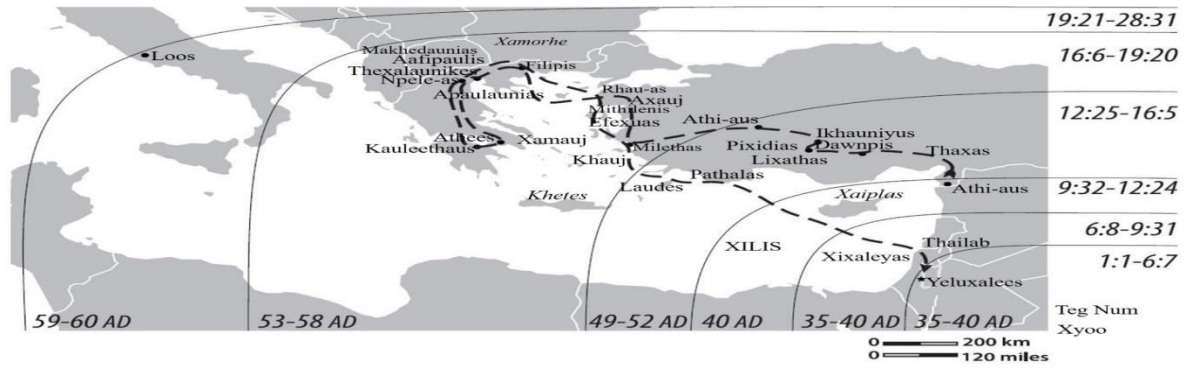 19:21-28:31
16:6-19:20
12:25-16:5
9:32-12:24
6:8-9:31
1:1-6:7
Loos
Makhedaunias
Xamorhe
Aafipaulis
Thexalaunikes
Filipis
Npele-as
Apaulaunias
Rhau-as
Axauj
Mithilenis
Efexuas
Athi-aus
Ikhauniyus
Athees
Xamauj
Kauleethaus
Milethas
Pixidias
Dawnpis
Lixathas
Thaxas
Khauj
Pathalas
Laudes
Khetes
Xaiplas
Athi-aus
XILIS
Xixaleyas
Thailab
Yeluxalees
59-60 AD
53-58 AD
49-52 AD
40 AD
35-40 AD
35-40 AD
Teg Num
Xyoo
0 200 km
0 120 miles